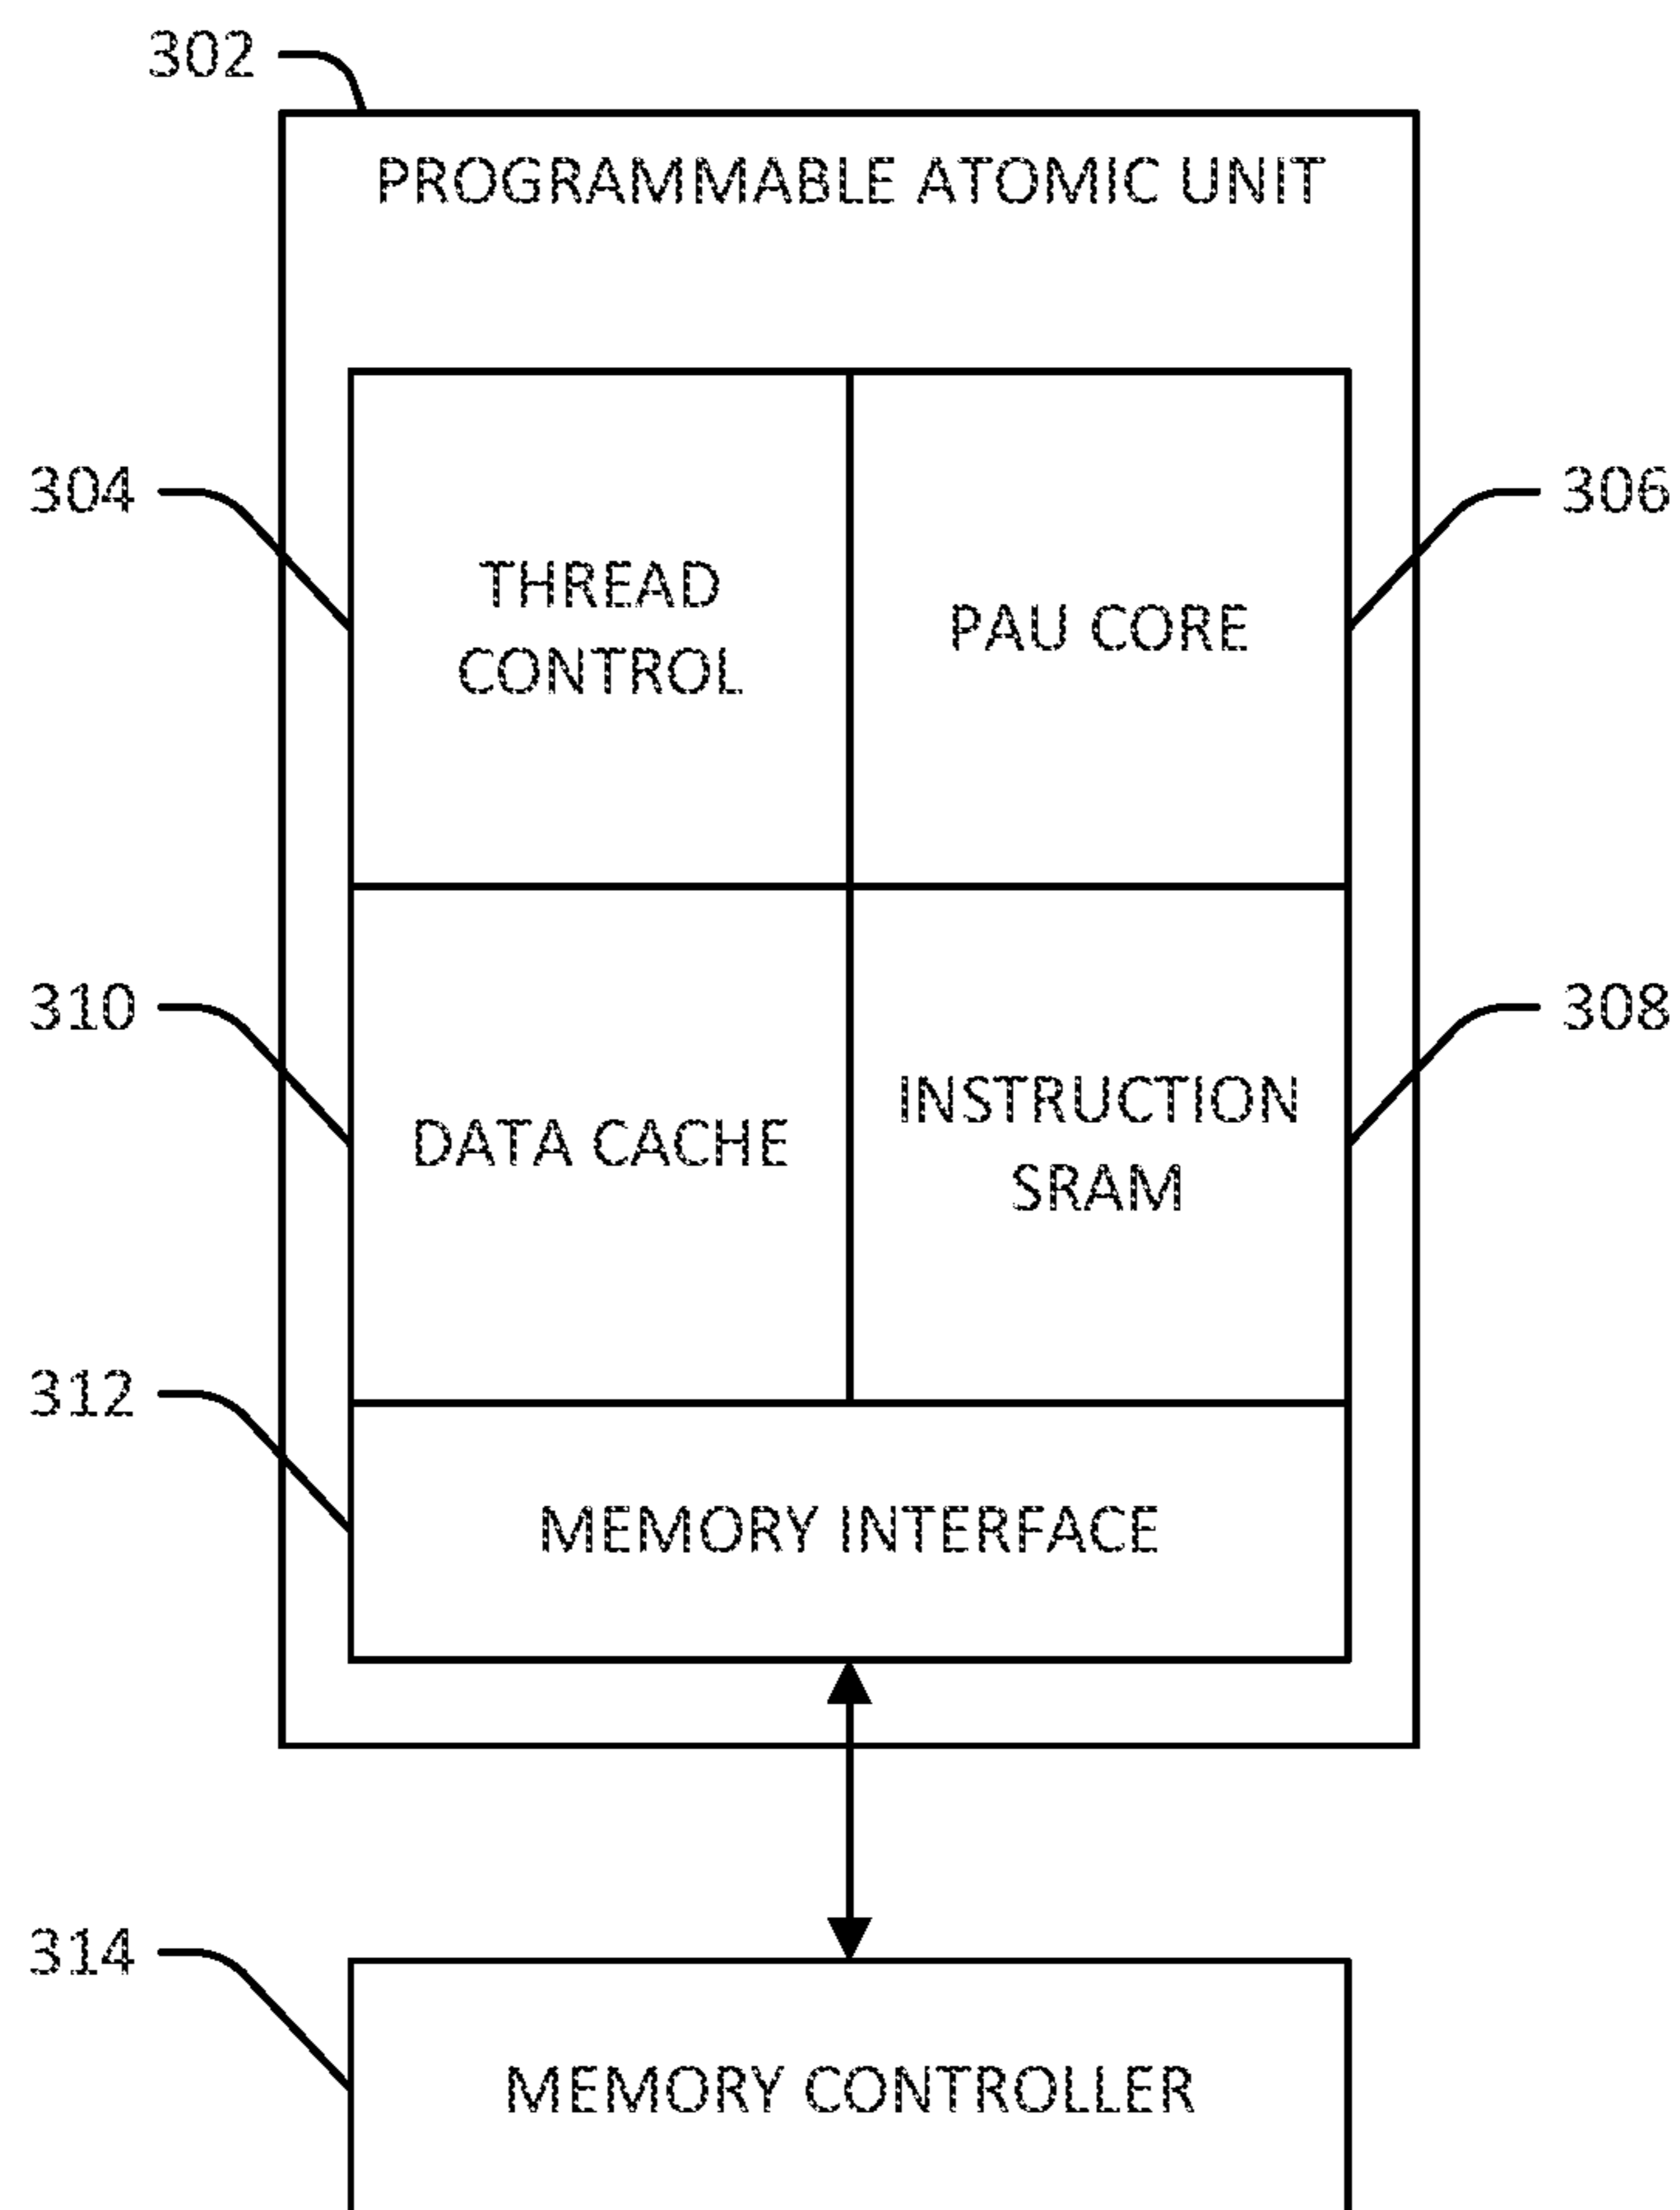 302
PROGRAMMABLE ATOMIC UNIT
304
306
THREAD
CONTROL
PAU CORE
310
308
DATA CACHE
INSTRUCTION
SRAM
312
MEMORY INTERFACE
314
MEMORY CONTROLLER